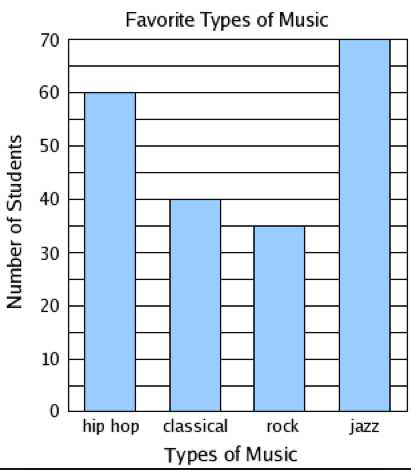 Favorite Types of Music
Number of Students
70
60
50
40
30
20
10
0
hip hop classical rock jazz
Types of Music